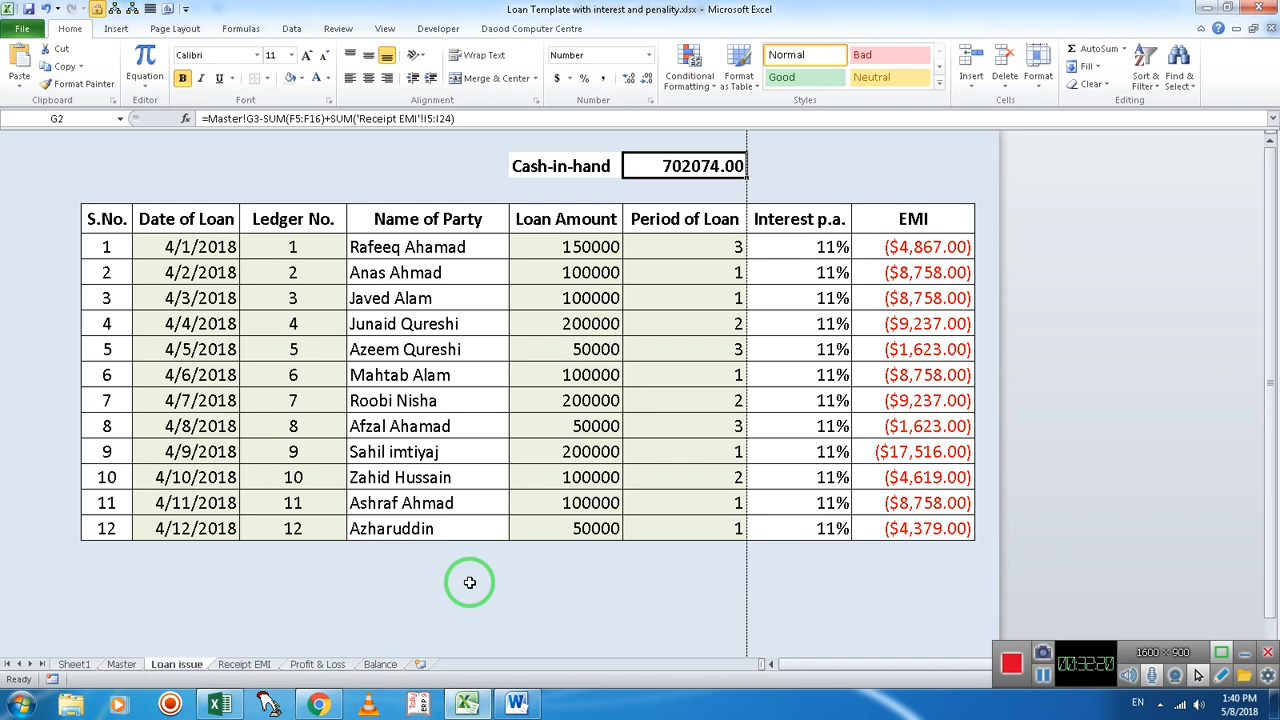 Loan Template with interest and penality.xlsx - Microsoft Excel
File Home Insert Page Layout Formulas Data Review View Developer Daood Computer Centre
Cut Calibri 11 Wrap Text Number Normal Bad AutoSum
Copy Fill
Paste Format Painter Equation B I U Merge & Center $ % , Conditional Formatting Format as Table Good Neutral Insert Delete Format Clear Sort & Filter Find & Select
Clipboard Editor Font Alignment Number Styles Cells Editing
G2 fx =Master!G3-SUM(F5:F16)+SUM('Receipt EMI'!I5:I24)
Cash-in-hand 702074.00
S.No. Date of Loan Ledger No. Name of Party Loan Amount Period of Loan Interest p.a. EMI
1 4/1/2018 1 Rafeeq Ahamad 150000 3 11% ($4,867.00)
2 4/2/2018 2 Anas Ahmad 100000 1 11% ($8,758.00)
3 4/3/2018 3 Javed Alam 100000 1 11% ($8,758.00)
4 4/4/2018 4 Junaid Qureshi 200000 2 11% ($9,237.00)
5 4/5/2018 5 Azeem Qureshi 50000 3 11% ($1,623.00)
6 4/6/2018 6 Mahtab Alam 100000 1 11% ($8,758.00)
7 4/7/2018 7 Roobi Nisha 200000 2 11% ($9,237.00)
8 4/8/2018 8 Afzal Ahamad 50000 3 11% ($1,623.00)
9 4/9/2018 9 Sahil imtiyaj 200000 1 11% ($17,516.00)
10 4/10/2018 10 Zahid Hussain 100000 2 11% ($4,619.00)
11 4/11/2018 11 Ashraf Ahmad 100000 1 11% ($8,758.00)
12 4/12/2018 12 Azharuddin 50000 1 11% ($4,379.00)
1600 × 900
00:32:20
Sheet1 Master Loan issue Receipt EMI Profit & Loss Balance
Ready
EN 1:40 PM
5/8/2018